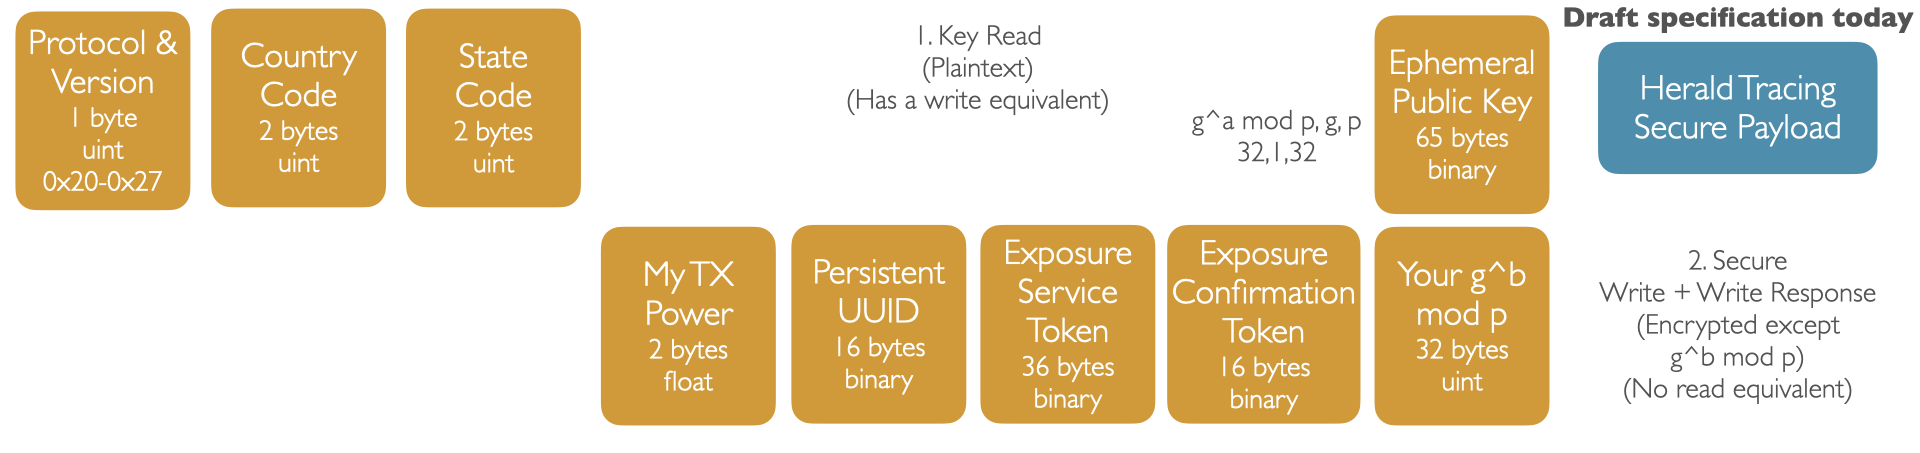 Protocol &
Version
1 byte
uint
0x20-0x27
Country
Code
2 bytes
uint
State
Code
2 bytes
uint
1. Key Read
(Plaintext)
(Has a write equivalent)
g^a mod p, g, p
32,1,32
Ephemeral
Public Key
65 bytes
binary
Draft specification today
Herald Tracing
Secure Payload
My TX
Power
2 bytes
float
Persistent
UUID
16 bytes
binary
Exposure
Service
Token
36 bytes
binary
Exposure
Confirmation
Token
16 bytes
binary
Your g^b
mod p
32 bytes
uint
2. Secure
Write + Write Response
(Encrypted except
g^b mod p)
(No read equivalent)